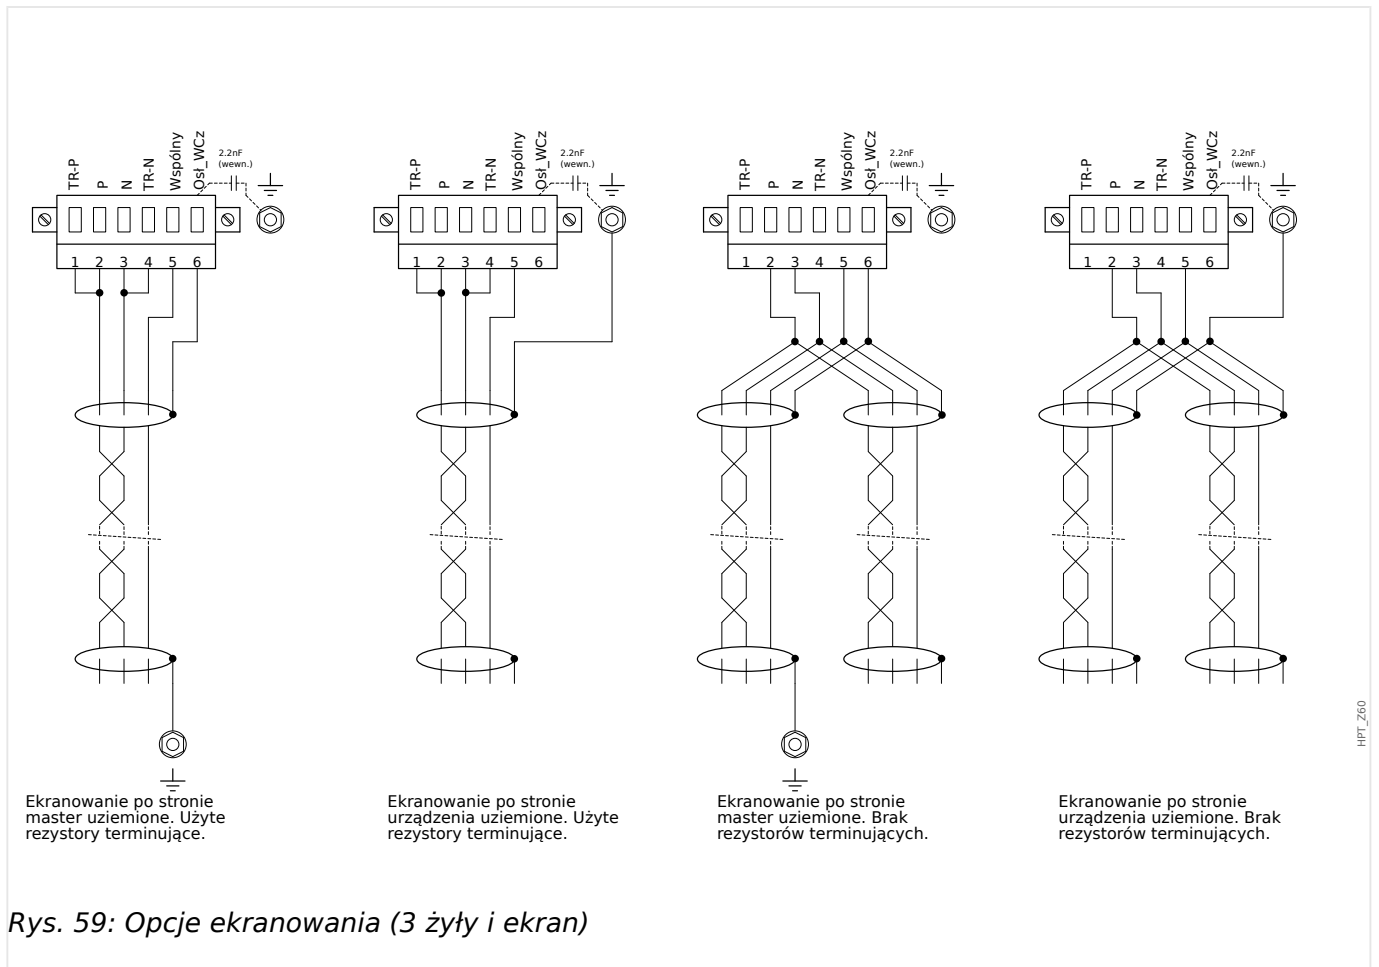 TR-P
P
N
TR-N
Wspólny
Osł_WCz
2.2nF
(wewn.)
1 2 3 4 5 6
TR-P
P
N
TR-N
Wspólny
Osł_WCz
2.2nF
(wewn.)
1 2 3 4 5 6
TR-P
P
N
TR-N
Wspólny
Osł_WCz
2.2nF
(wewn.)
1 2 3 4 5 6
TR-P
P
N
TR-N
Wspólny
Osł_WCz
2.2nF
(wewn.)
1 2 3 4 5 6
HPT_Z60
Ekranowanie po stronie
master uziemione. Użyte
rezystory terminujące.
Ekranowanie po stronie
urządzenia uziemione. Użyte
rezystory terminujące.
Ekranowanie po stronie
master uziemione. Brak
rezystorów terminujących.
Ekranowanie po stronie
urządzenia uziemione. Brak
rezystorów terminujących.
Rys. 59: Opcje ekranowania (3 żyły i ekran)